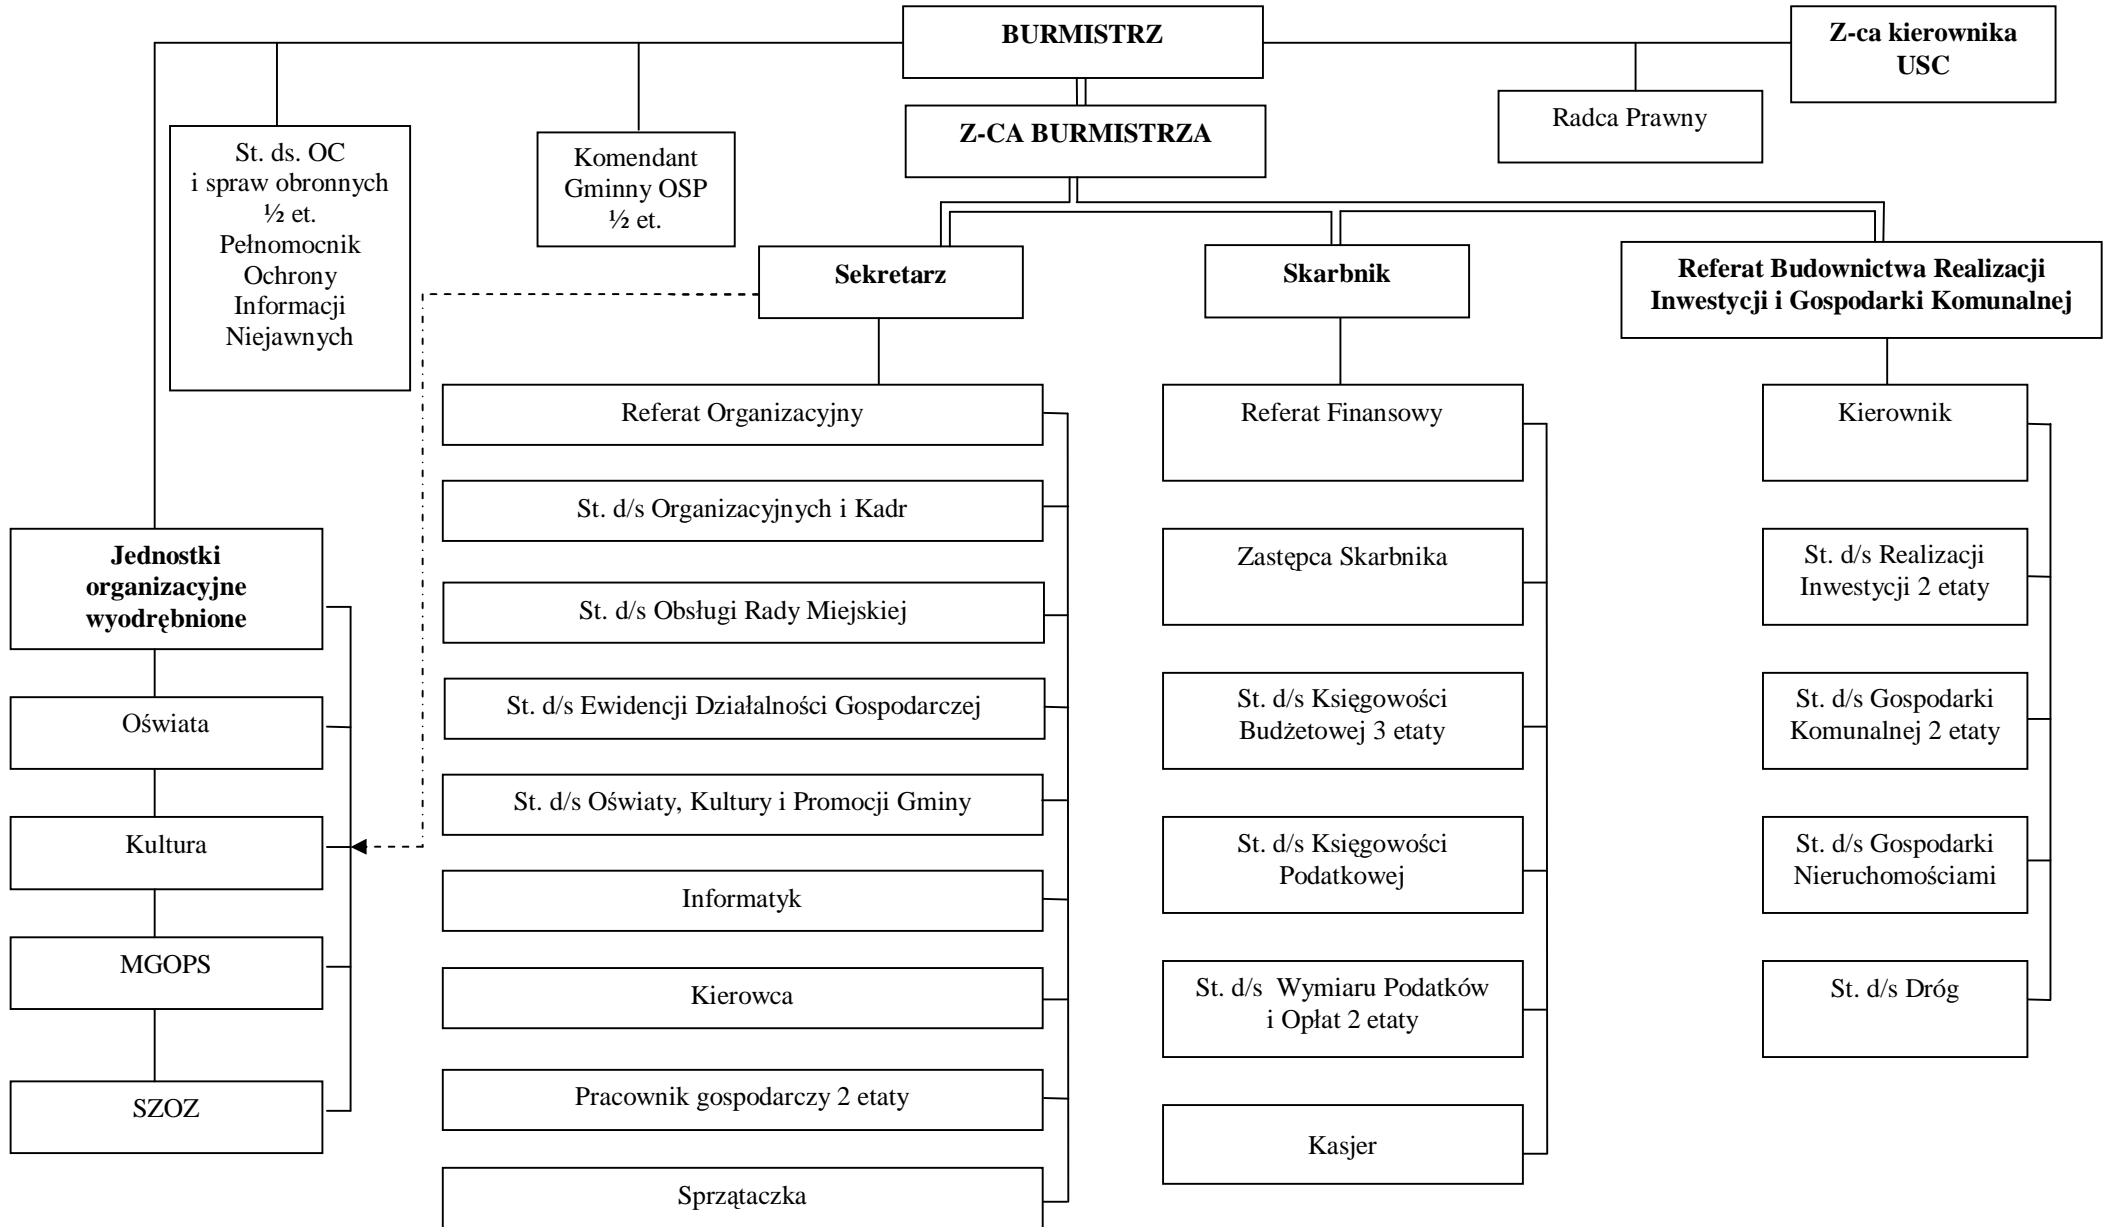 BURMISTRZ
Z-ca kierownika
USC
Radca Prawny
Z-CA BURMISTRZA
St. ds. OC
i spraw obronnych
½ et.
Pełnomocnik
Ochrony
Informacji
Niejawnych
Komendant
Gminny OSP
½ et.
Sekretarz
Skarbnik
Referat Budownictwa Realizacji
Inwestycji i Gospodarki Komunalnej
Jednostki
organizacyjne
wyodrębnione
Oświata
Kultura
MGOPS
SZOZ
Referat Organizacyjny
St. d/s Organizacyjnych i Kadr
St. d/s Obsługi Rady Miejskiej
St. d/s Ewidencji Działalności Gospodarczej
St. d/s Oświaty, Kultury i Promocji Gminy
Informatyk
Kierowca
Pracownik gospodarczy 2 etaty
Sprzątaczka
Referat Finansowy
Zastępca Skarbnika
St. d/s Księgowości
Budżetowej 3 etaty
St. d/s Księgowości
Podatkowej
St. d/s  Wymiaru Podatków
i Opłat 2 etaty
Kasjer
Kierownik
St. d/s Realizacji
Inwestycji 2 etaty
St. d/s Gospodarki
Komunalnej 2 etaty
St. d/s Gospodarki
Nieruchomościami
St. d/s Dróg